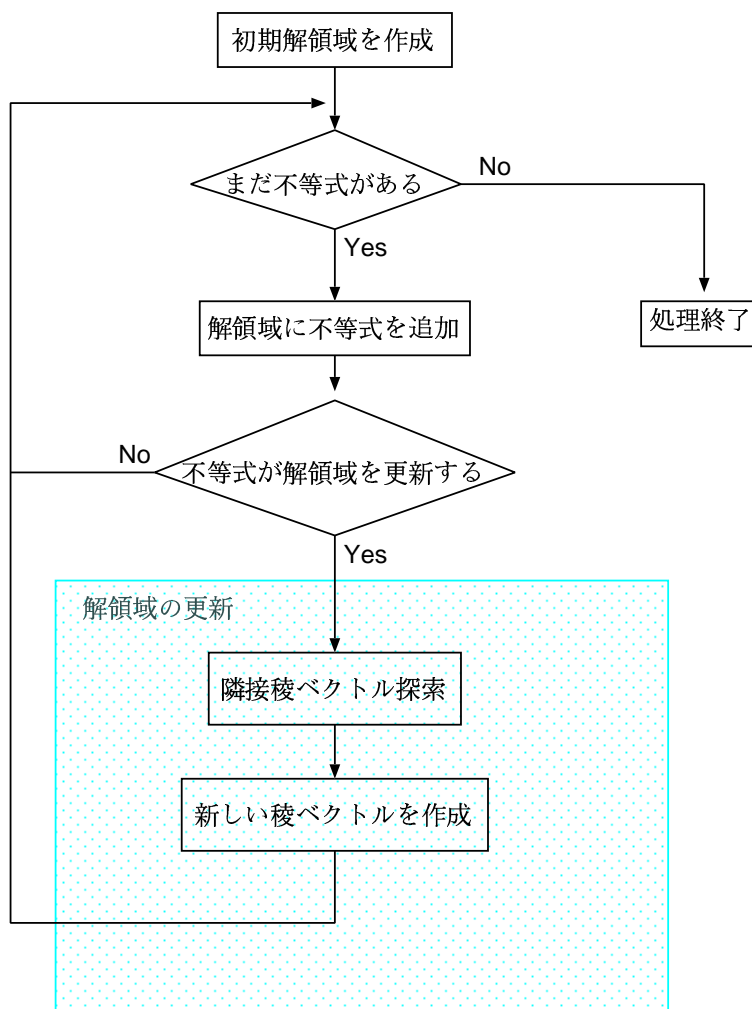 初期解領域を作成
まだ不等式がある
No
Yes
解領域に不等式を追加
処理終了
不等式が解領域を更新する
No
Yes
解領域の更新
隣接稜ベクトル探索
新しい稜ベクトルを作成